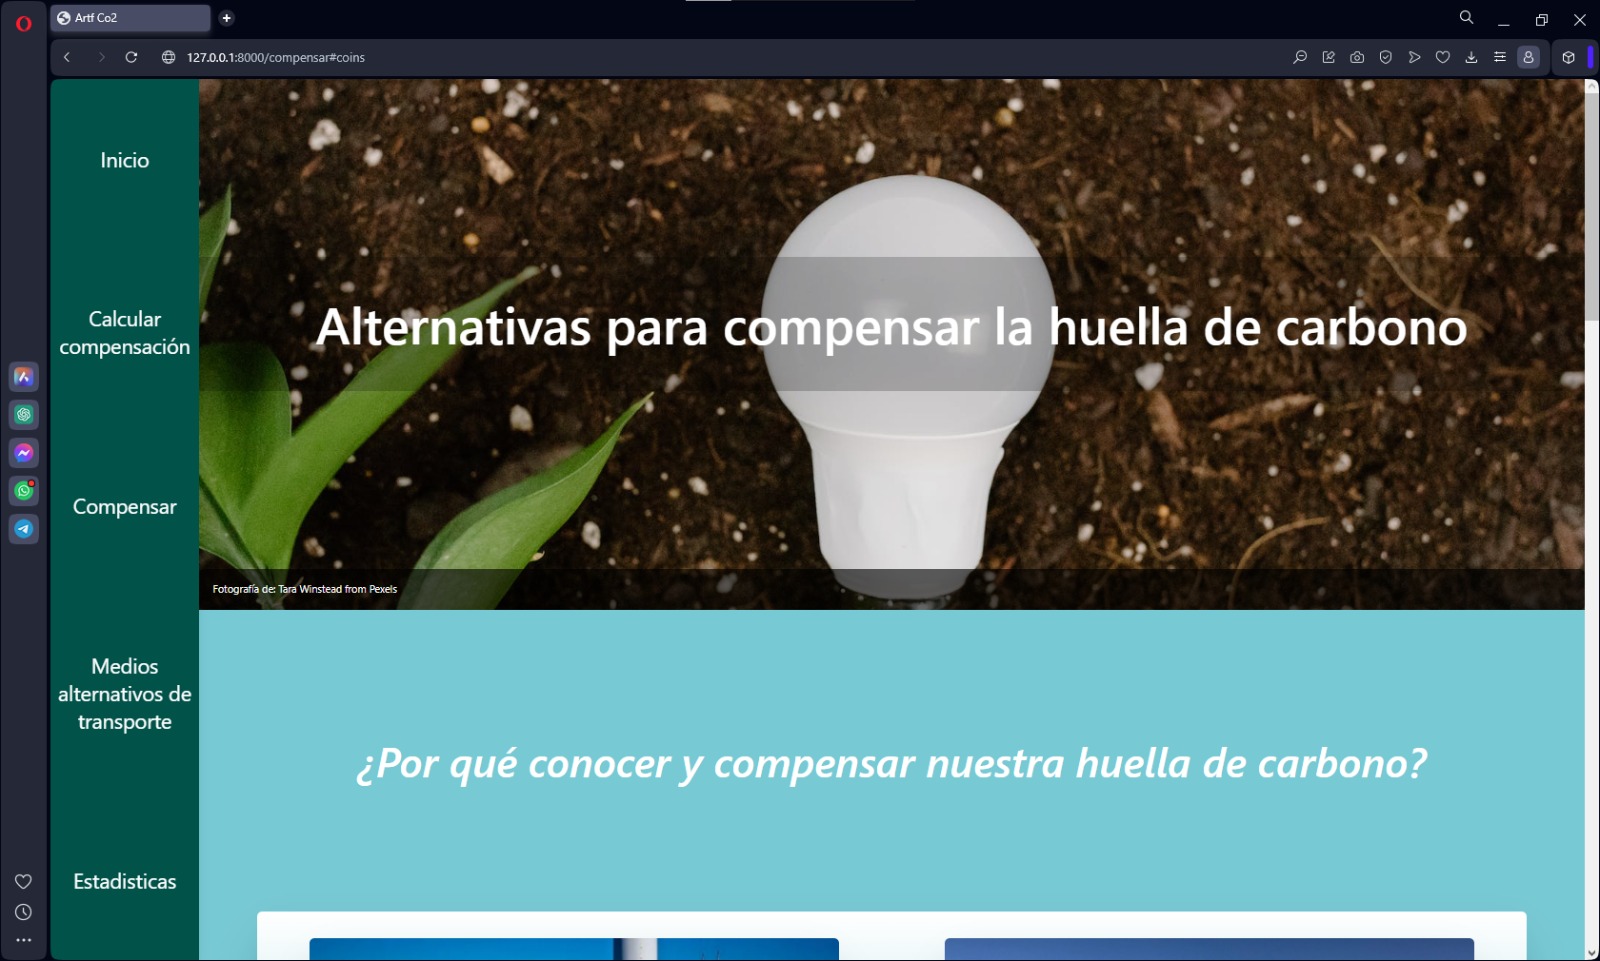 Artf Co2
127.0.0.1:8000/compensar#coins
Inicio
Calcular
compensación
Compensar
Medios
alternativos de
transporte
Estadisticas
Alternativas para compensar la huella de carbono
Fotografía de: Tara Winstead from Pexels
¿Por qué conocer y compensar nuestra huella de carbono?